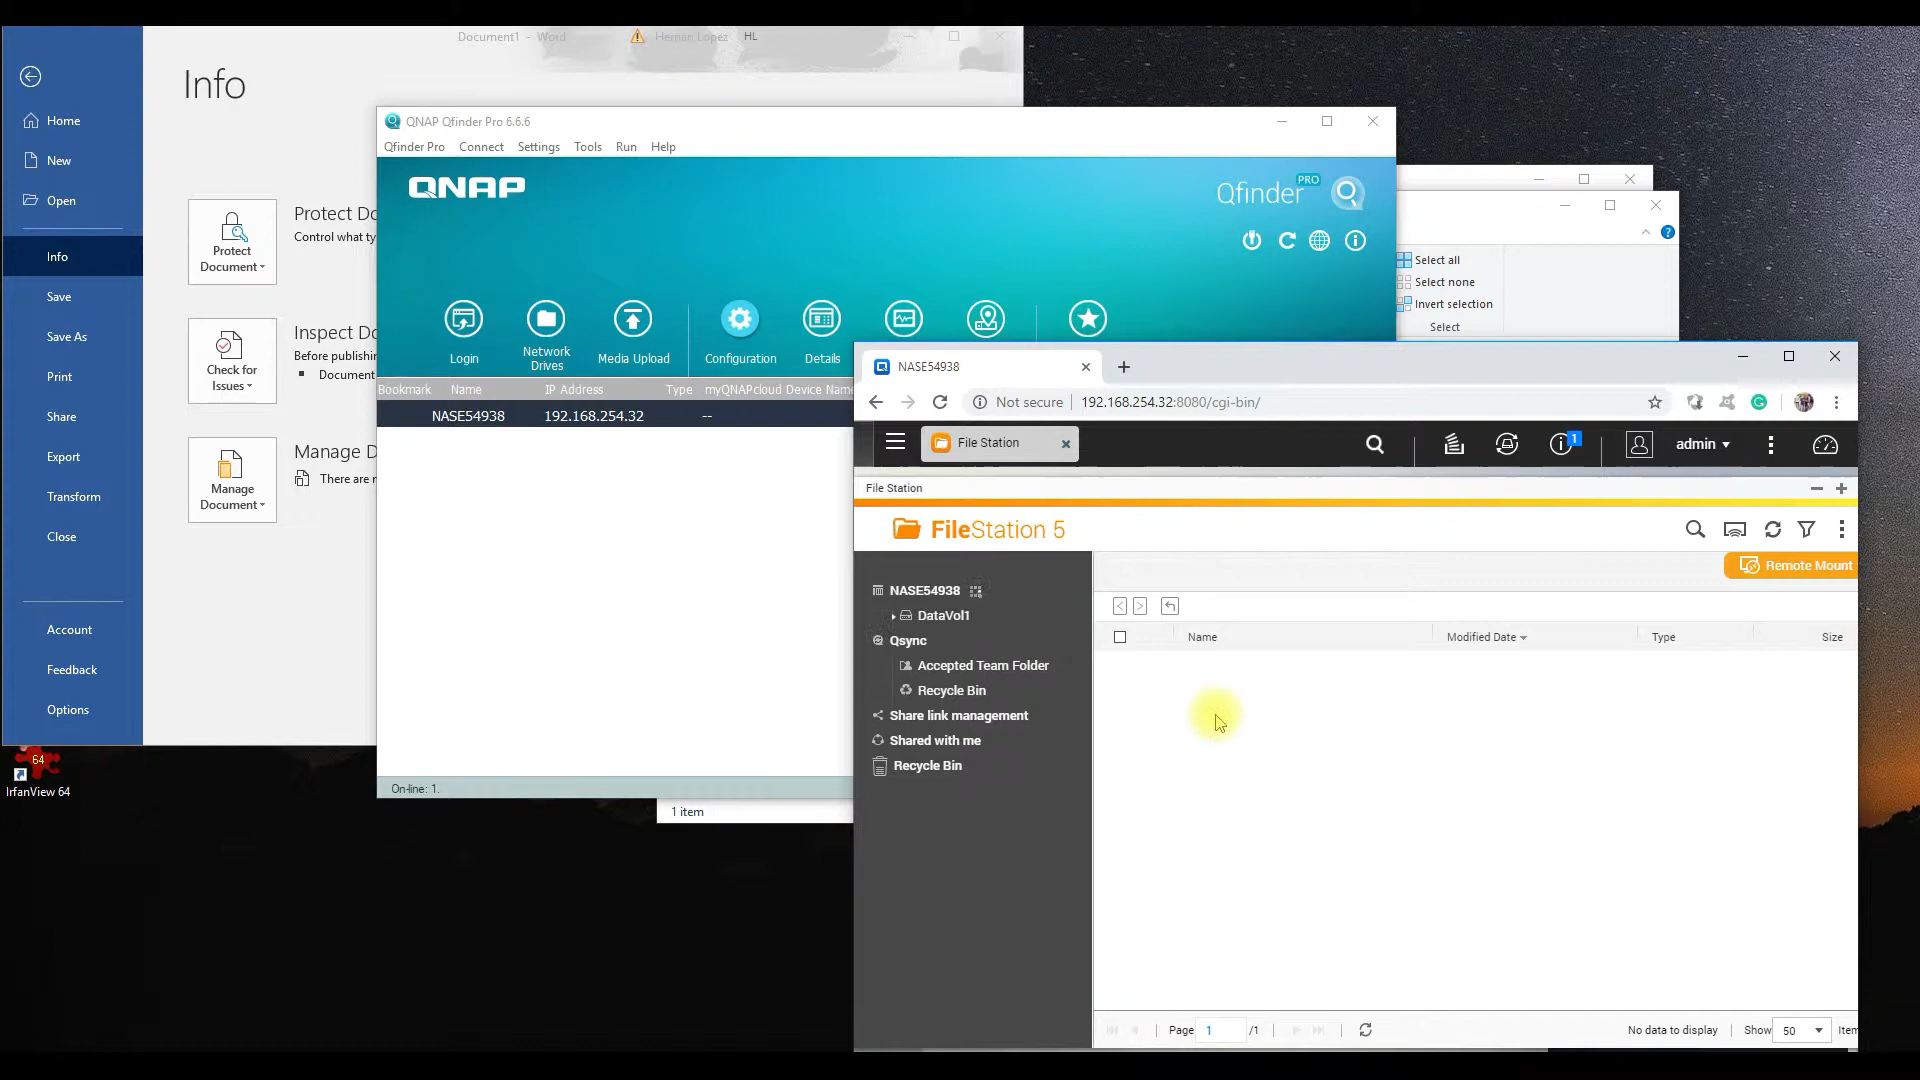 Document1 - Word
Hernan Lopez
HL
Info
Home
New
Open
Info
Save
Save As
Print
Share
Export
Transform
Close
Account
Feedback
Options
Protect
Document
Check for
Issues
Manage
Document
Protect Do
Control what ty
Inspect Do
Before publishin
Document
Manage D
There are n
64
IrfanView 64
QNAP Qfinder Pro 6.6.6
Qfinder Pro Connect Settings Tools Run Help
QNAP
Qfinder PRO
Login
Network
Drives
Media Upload
Configuration
Details
Bookmark Name IP Address Type myQNAPcloud Device Name
NASE54938 192.168.254.32 --
On-line: 1.
1 item
Select all
Select none
Invert selection
Select
NASE54938
Not secure 192.168.254.32:8080/cgi-bin/
File Station
1
admin
File Station
FileStation 5
Remote Mount
NASE54938
DataVol1
Qsync
Accepted Team Folder
Recycle Bin
Share link management
Shared with me
Recycle Bin
Name Modified Date Type Size
Page 1 /1
No data to display
Show 50 Item